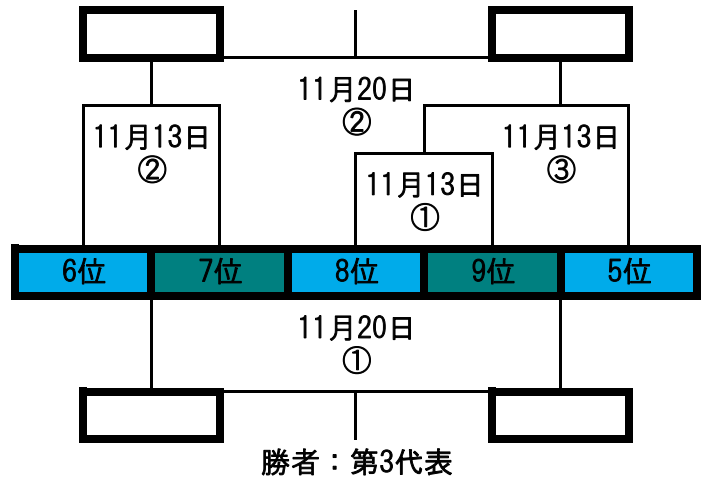 11月20日
②
11月13日
②
11月13日
③
11月13日
①
6位 7位 8位 9位 5位
11月20日
①
勝者：第3代表